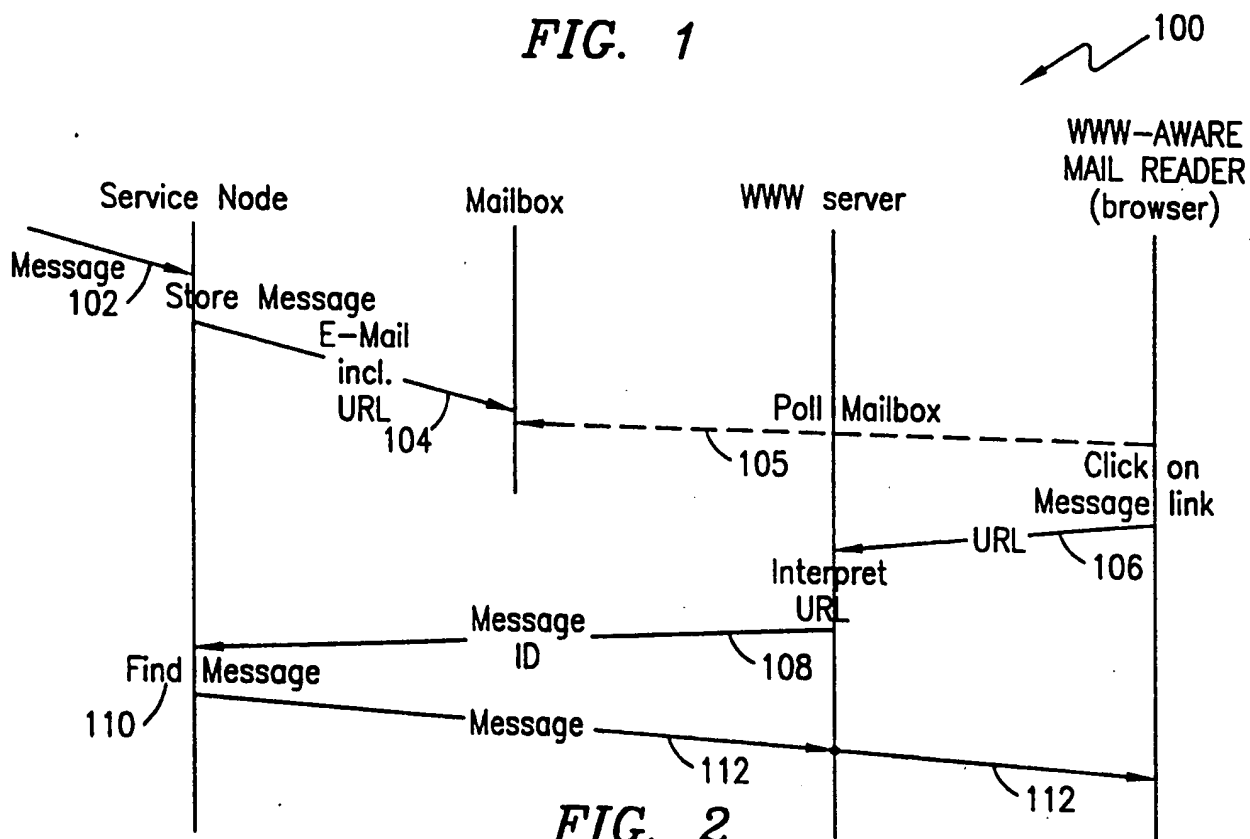 FIG. 1
100
WWW-AWARE
MAIL READER
(browser)
Service Node
Mailbox
WWW server
Message
102
Store Message
E-Mail
incl.
URL
104
Poll Mailbox
105
Click on
Message link
URL
106
Interpret
URL
Message
ID
108
Find Message
110
Message
112
112
FIG. 2